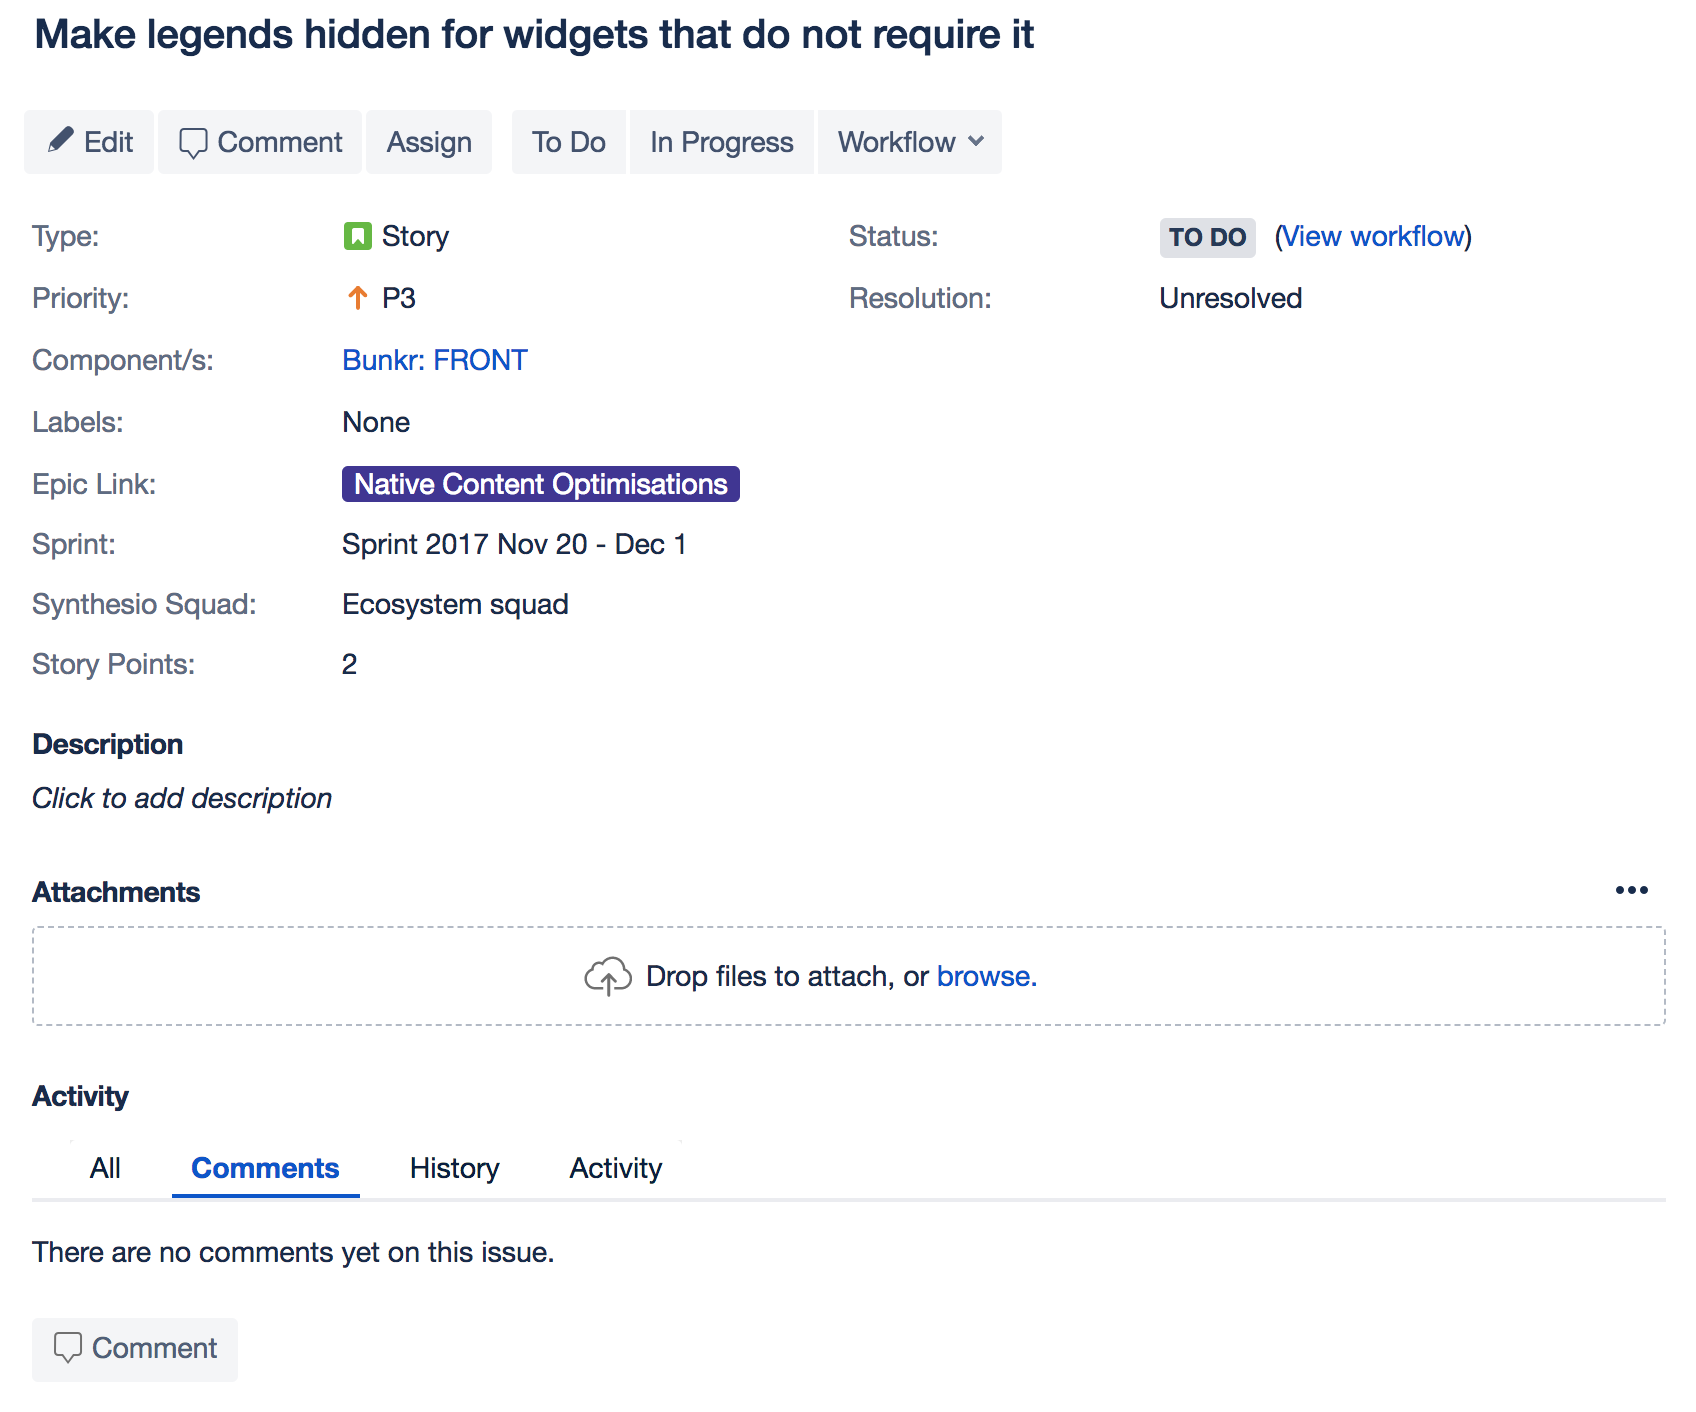 Make legends hidden for widgets that do not require it
Edit Comment Assign To Do In Progress Workflow
Type: Story Status: TO DO (View workflow)
Priority: P3 Resolution: Unresolved
Component/s: Bunkr: FRONT
Labels: None
Epic Link: Native Content Optimisations
Sprint: Sprint 2017 Nov 20 - Dec 1
Synthesio Squad: Ecosystem squad
Story Points: 2
Description
Click to add description
Attachments
Drop files to attach, or browse.
Activity
All Comments History Activity
There are no comments yet on this issue.
Comment